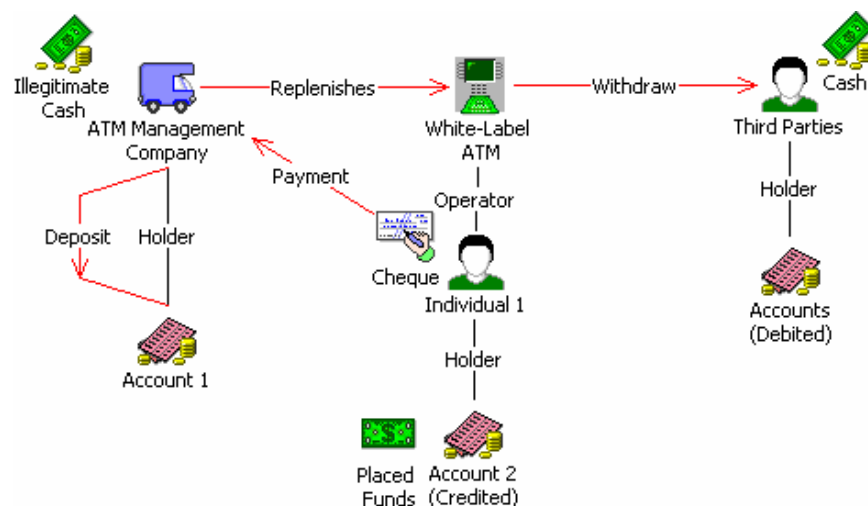 Illegitimate
Cash
ATM Management
Company
Replenishes
White-Label
ATM
Withdraw
Third Parties
Cash
Payment
Operator
Holder
Deposit
Holder
Cheque
Individual 1
Accounts
(Debited)
Holder
Account 1
Placed
Funds
Account 2
(Credited)